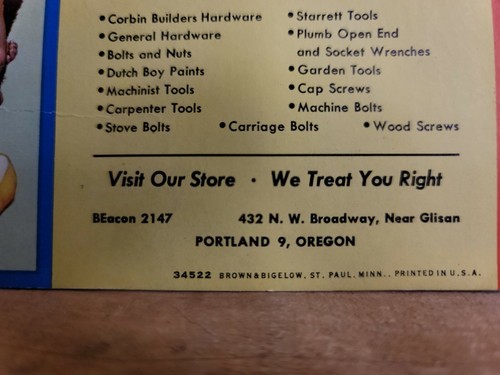 • Corbin Builders Hardware • Starrett Tools
• General Hardware • Plumb Open End
• Bolts and Nuts and Socket Wrenches
• Dutch Boy Paints • Garden Tools
• Machinist Tools • Cap Screws
• Carpenter Tools • Machine Bolts
• Stove Bolts • Carriage Bolts • Wood Screws
Visit Our Store · We Treat You Right
BEacon 2147 432 N. W. Broadway, Near Glisan
PORTLAND 9, OREGON
34522 BROWN & BIGELOW, ST. PAUL, MINN., PRINTED IN U.S.A.